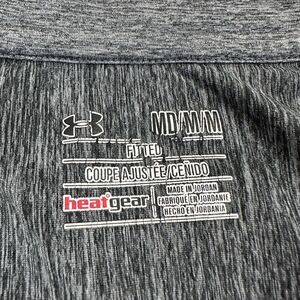 MD/M/M
FITTED
COUPE AJUSTÉE/CEÑIDO
heatgear
MADE IN JORDAN
FABRIQUÉ EN JORDANIE
HECHO EN JORDANIA